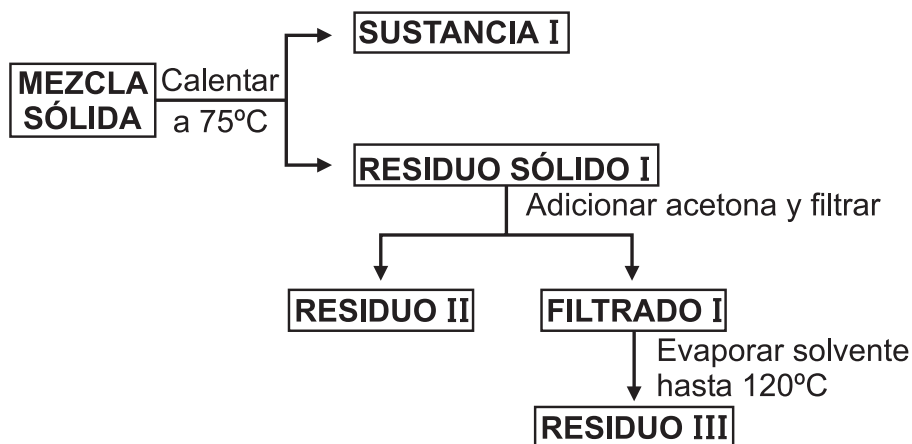 SUSTANCIA I
MEZCLA
SÓLIDA
Calentar
a 75ºC
RESIDUO SÓLIDO I
Adicionar acetona y filtrar
RESIDUO II
FILTRADO I
Evaporar solvente
hasta 120ºC
RESIDUO III